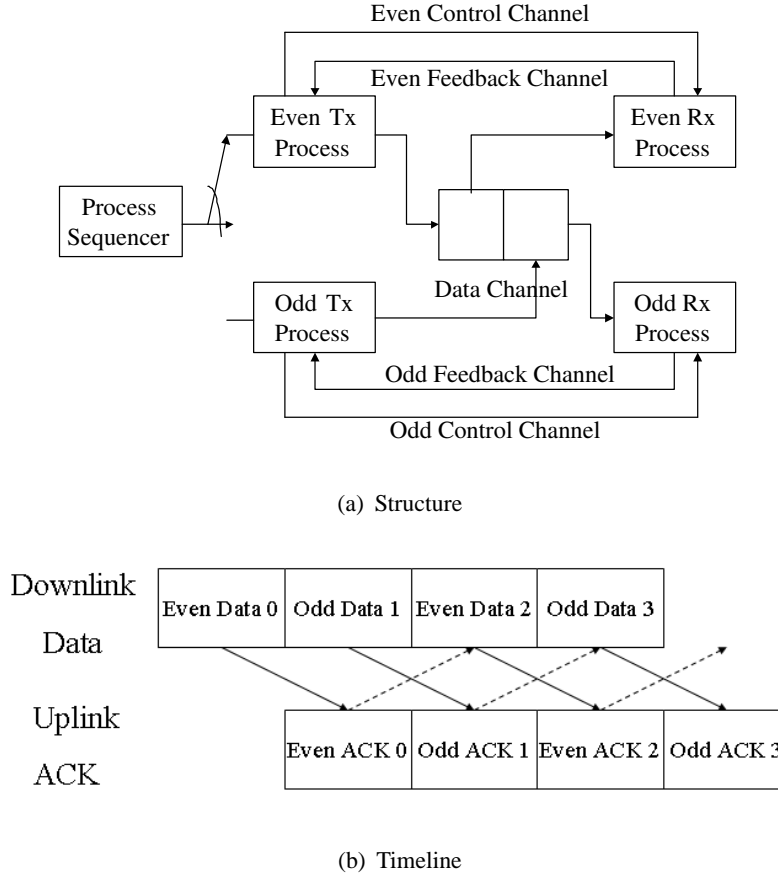 Even Control Channel
Even Feedback Channel
Even Tx
Process
Even Rx
Process
Process
Sequencer
Data Channel
Odd Tx
Process
Odd Rx
Process
Odd Feedback Channel
Odd Control Channel
(a) Structure
Downlink
Data
Even Data 0
Odd Data 1
Even Data 2
Odd Data 3
Uplink
ACK
Even ACK 0
Odd ACK 1
Even ACK 2
Odd ACK 3
(b) Timeline